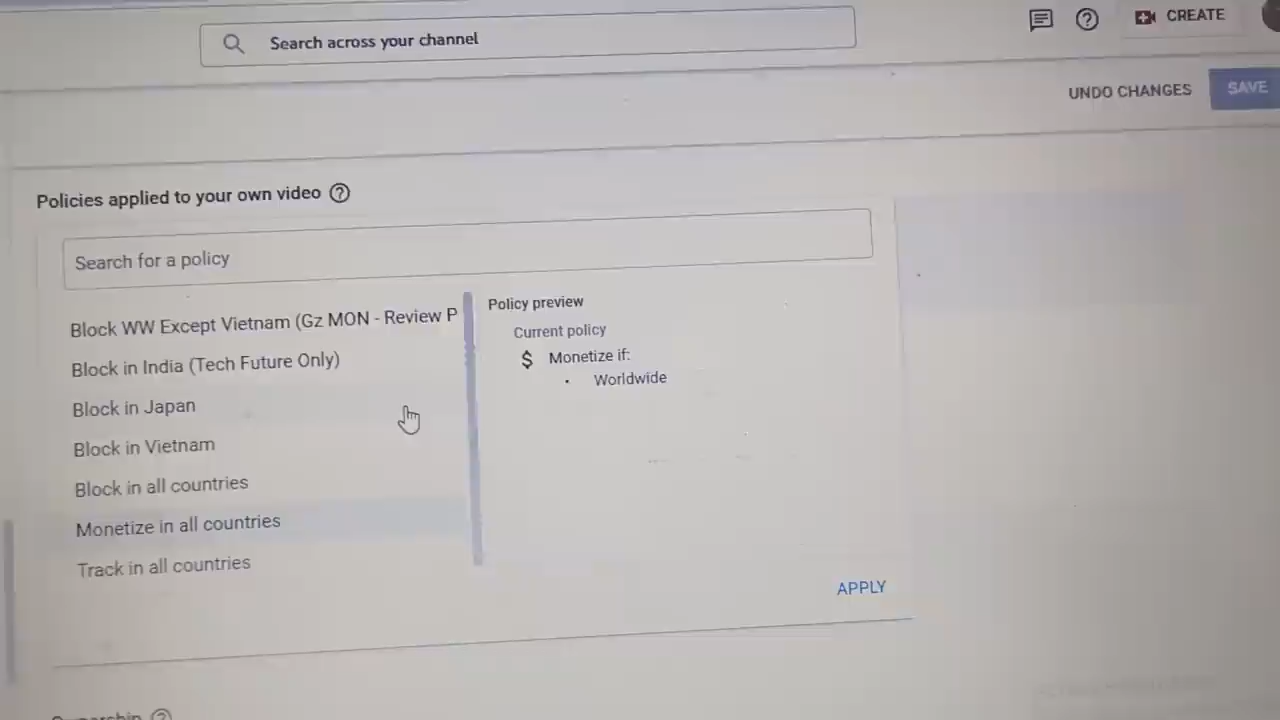 Search across your channel
CREATE
UNDO CHANGES
SAVE
Policies applied to your own video
Search for a policy
Block WW Except Vietnam (Gz MON - Review P
Block in India (Tech Future Only)
Block in Japan
Block in Vietnam
Block in all countries
Monetize in all countries
Track in all countries
Policy preview
Current policy
$ Monetize if:
• Worldwide
APPLY
Ownership